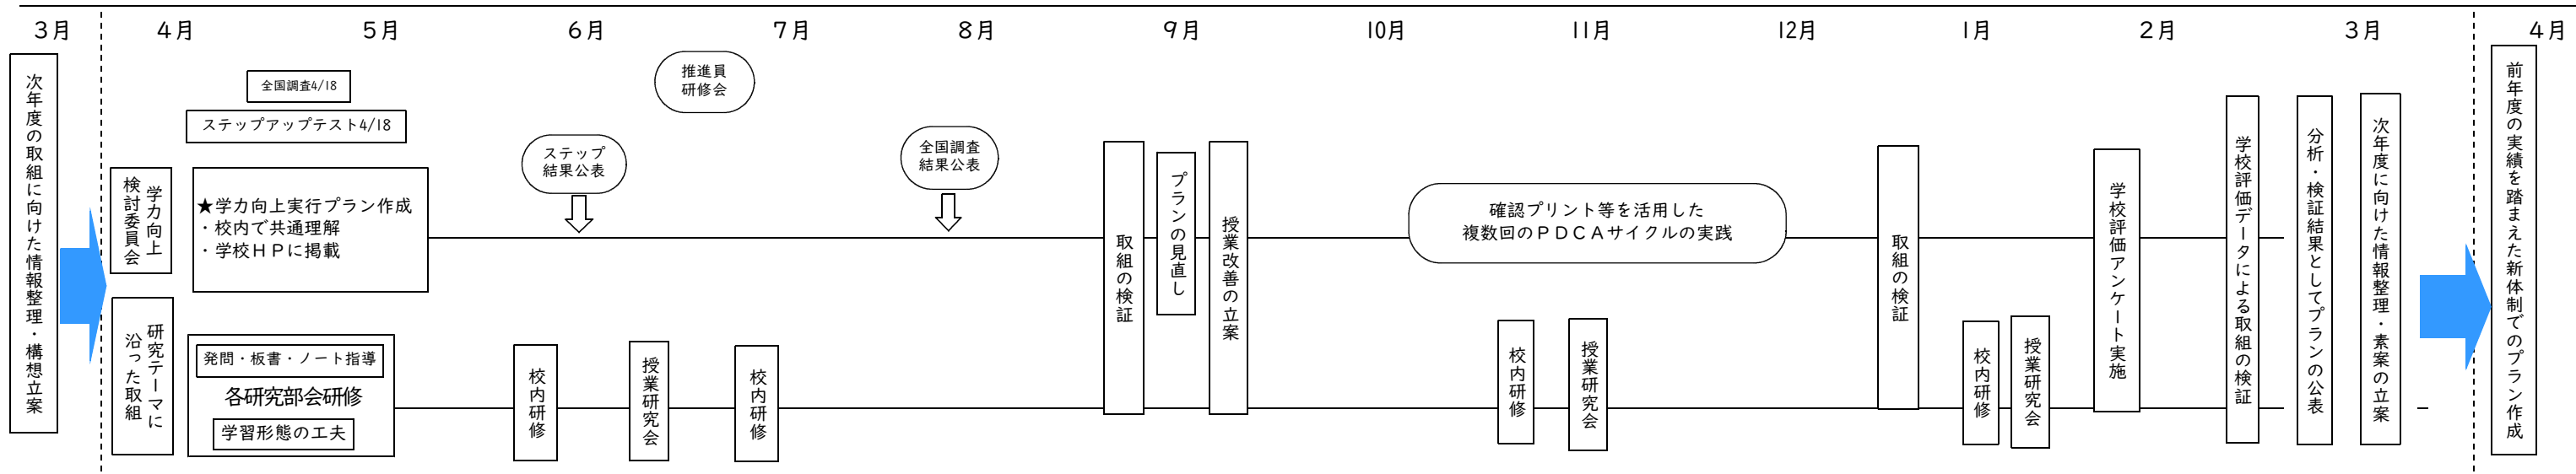 ３月
４月
５月
６月
７月
８月
９月
10月
11月
12月
1月
２月
３月
４月
次年度の取組に向けた情報整理・構想立案
全国調査4/18
ステップアップテスト4/18
学力向上
検討委員会
★学力向上実行プラン作成
・校内で共通理解
・学校ＨＰに掲載
研究テーマに
沿った取組
発問・板書・ノート指導
各研究部会研修
学習形態の工夫
ステップ
結果公表
校内研修
推進員
研修会
授業研究会
校内研修
全国調査
結果公表
取組の検証
プランの見直し
授業改善の立案
確認プリント等を活用した
複数回のＰＤＣＡサイクルの実践
校内研修
授業研究会
取組の検証
校内研修
授業研究会
学校評価アンケート実施
学校評価データによる取組の検証
分析・検証結果としてプランの公表
次年度に向けた情報整理・素案の立案
前年度の実績を踏まえた新体制でのプラン作成